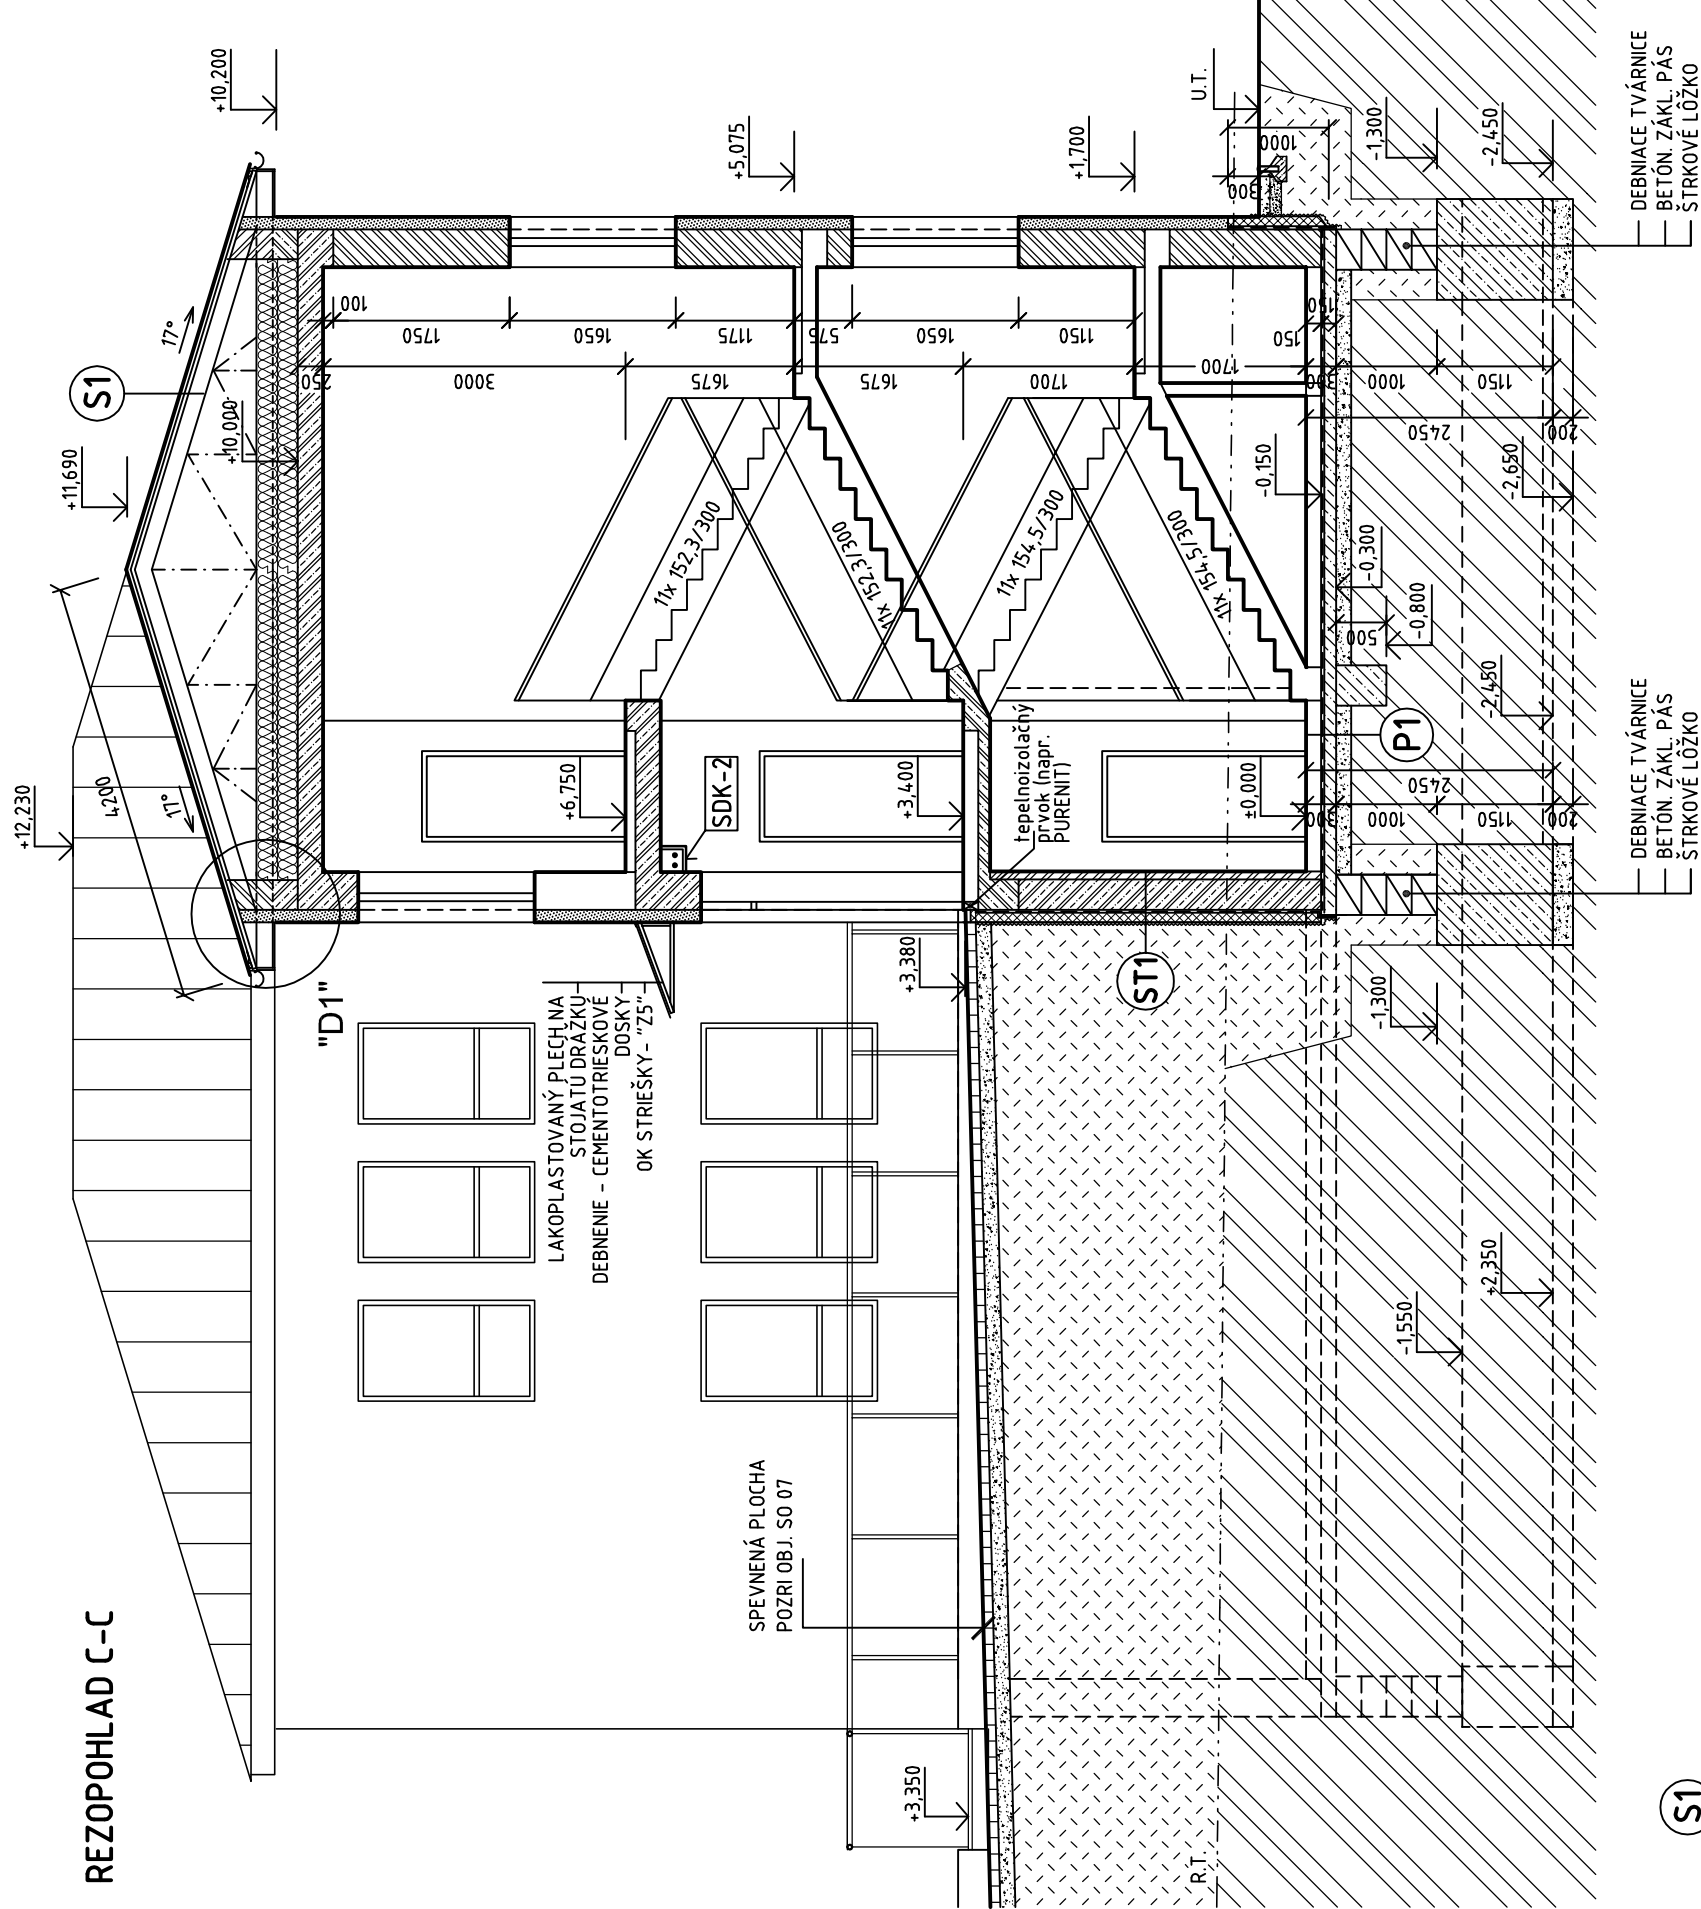 REZOPOHLAD C-C
+12,230
+11,690
+10,200
+10,000
S1
17°
17°
4200
"D1"
LAKOPLASTOVANÝ PLECH NA
STOJATÚ DRÁŽKU
DEBNENIE - CEMENTOTRIESKOVÉ
DOSKY
OK STRIEŠKY- "Z5"
SPEVNENÁ PLOCHA
POZRI OBJ. SO 07
+6,750
SDK-2
+3,400
+3,380
+3,350
±0,000
tepelnoizolačný
prvok (napr.
PURENIT)
ST1
P1
11x 152,3/300
11x 152,3/300
11x 154,5/300
11x 154,5/300
100
1750
1650
1175
575
1650
1150
150
150
250
3000
1675
1675
1700
1700
300
1000
1150
2450
200
+5,075
+1,700
U.T.
1000
300
-1,300
-2,450
-0,150
-2,650
-0,300
500
-0,800
-2,450
300
1000
1150
2450
200
-1,300
-1,550
+2,350
R.T.
DEBNIACE TVÁRNICE
BETÓN. ZÁKL. PÁS
ŠTRKOVÉ LÔŽKO
DEBNIACE TVÁRNICE
BETÓN. ZÁKL. PÁS
ŠTRKOVÉ LÔŽKO
S1